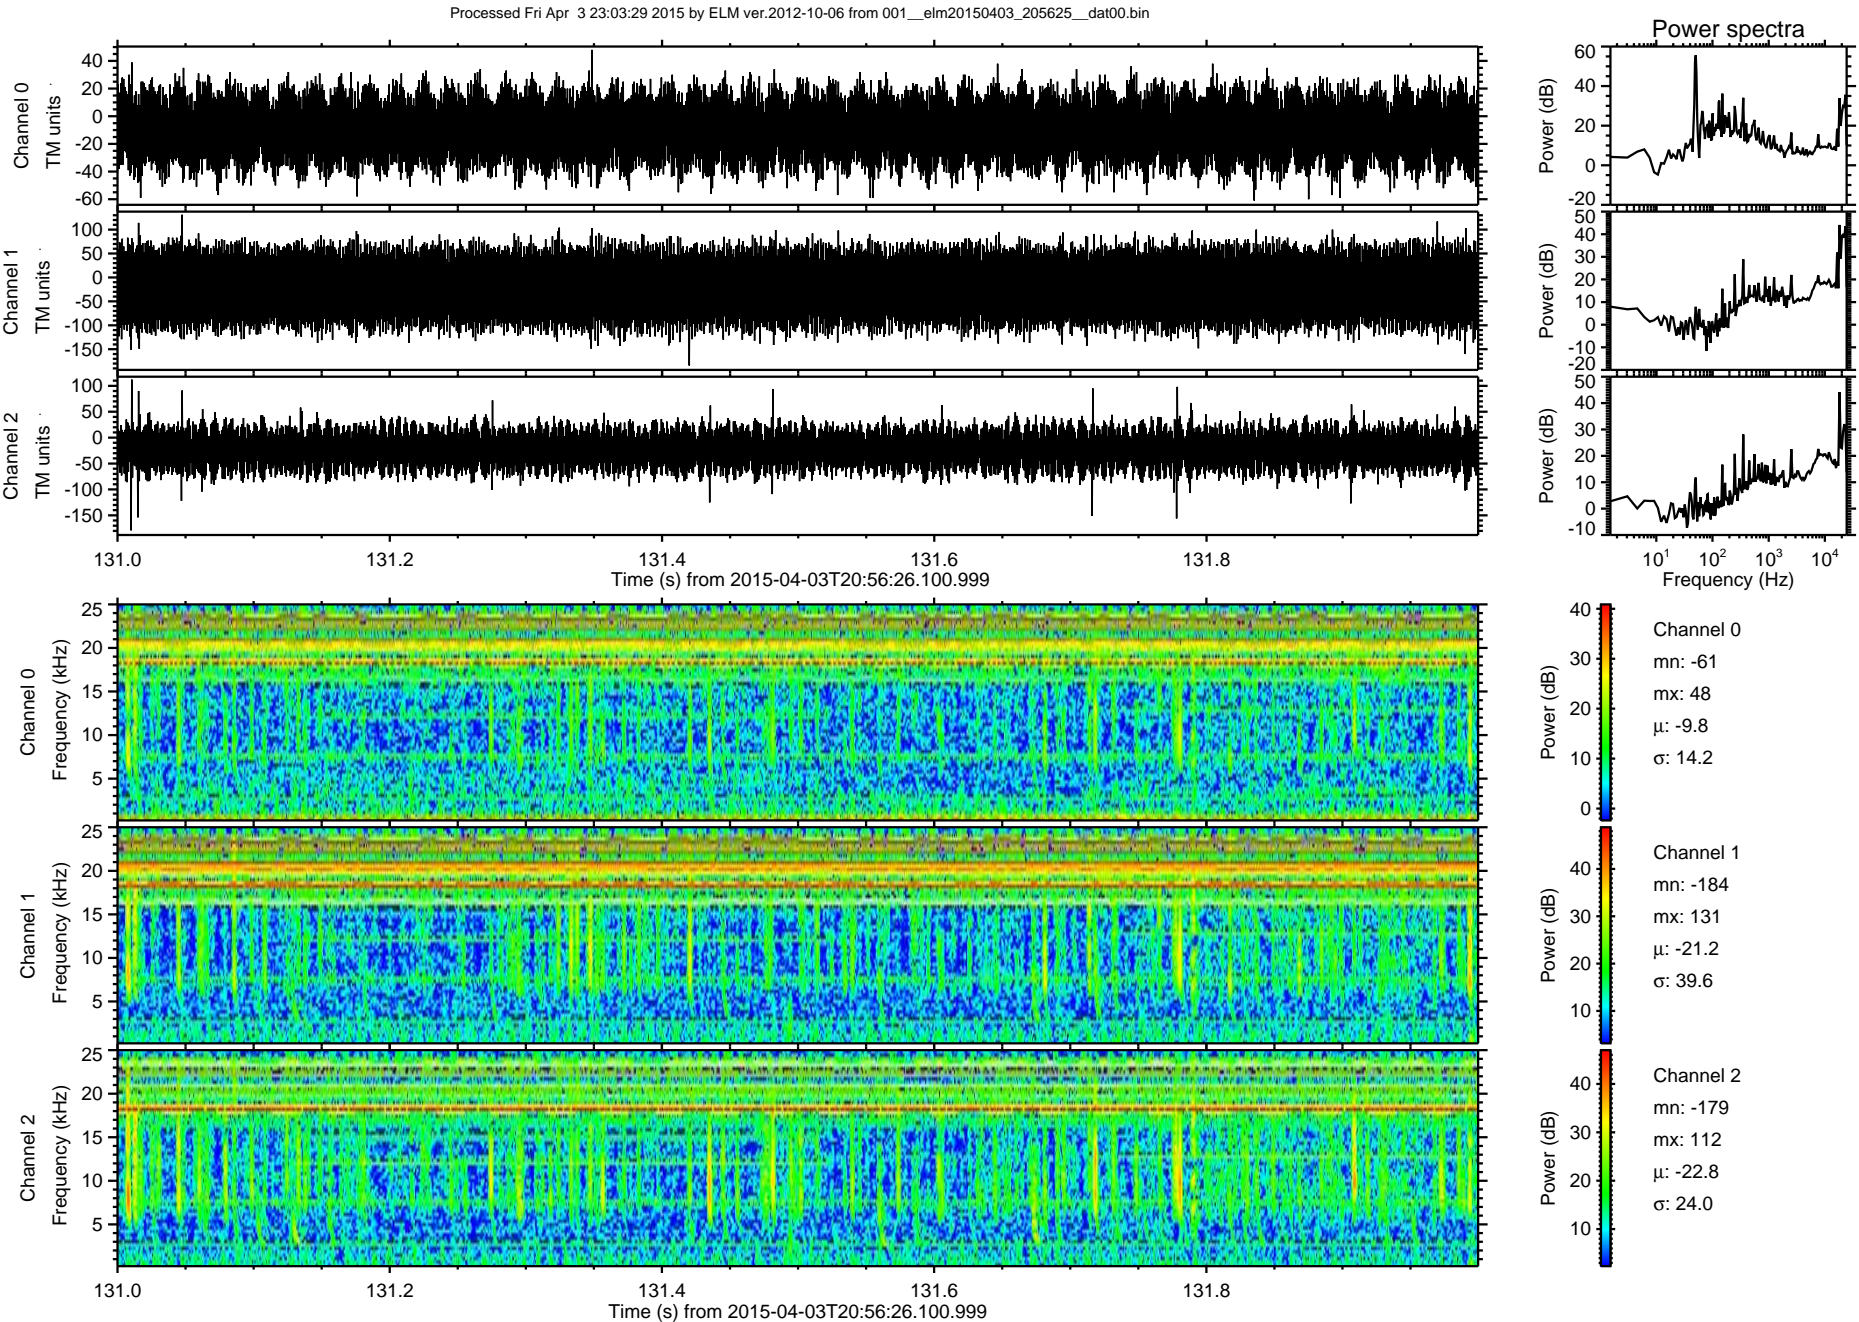 Processed Fri Apr  3 23:03:29 2015 by ELM ver.2012-10-06 from 001__elm20150403_205625__dat00.bin
Power spectra
Channel 0
TM units
40
20
0
-20
-40
-60
Power (dB)
60
40
20
0
-20
Channel 1
TM units
100
50
0
-50
-100
-150
Power (dB)
50
40
30
20
10
0
-10
-20
Channel 2
TM units
100
50
0
-50
-100
-150
Power (dB)
50
40
30
20
10
0
-10
131.0 131.2 131.4 131.6 131.8
Time (s) from 2015-04-03T20:56:26.100.999
10¹ 10² 10³ 10⁴
Frequency (Hz)
Channel 0
Frequency (kHz)
25
20
15
10
5
Power (dB)
40
30
20
10
0
Channel 0
mn: -61
mx: 48
μ: -9.8
σ: 14.2
Channel 1
Frequency (kHz)
25
20
15
10
5
Power (dB)
40
30
20
10
Channel 1
mn: -184
mx: 131
μ: -21.2
σ: 39.6
Channel 2
Frequency (kHz)
25
20
15
10
5
Power (dB)
40
30
20
10
Channel 2
mn: -179
mx: 112
μ: -22.8
σ: 24.0
131.0 131.2 131.4 131.6 131.8
Time (s) from 2015-04-03T20:56:26.100.999